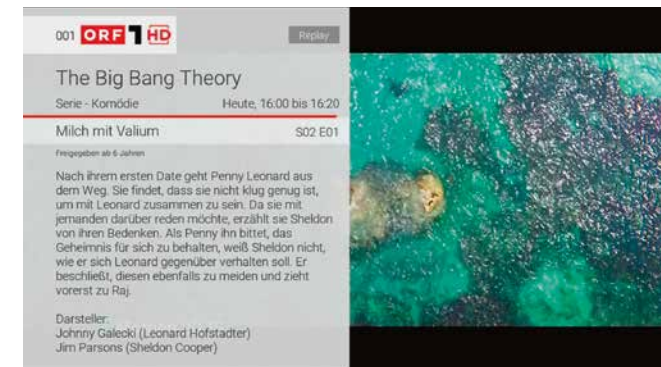 001 ORF 1 HD Replay
The Big Bang Theory
Serie - Komödie Heute, 16:00 bis 16:20
Milch mit Valium S02 E01
Freigegeben ab 6 Jahren
Nach ihrem ersten Date geht Penny Leonard aus
dem Weg. Sie findet, dass sie nicht klug genug ist,
um mit Leonard zusammen zu sein. Da sie mit
jemanden darüber reden möchte, erzählt sie Sheldon
von ihren Bedenken. Als Penny ihn bittet, das
Geheimnis für sich zu behalten, weiß Sheldon nicht,
wie er sich Leonard gegenüber verhalten soll. Er
beschließt, diesen ebenfalls zu meiden und zieht
vorerst zu Raj.
Darsteller:
Johnny Galecki (Leonard Hofstadter)
Jim Parsons (Sheldon Cooper)